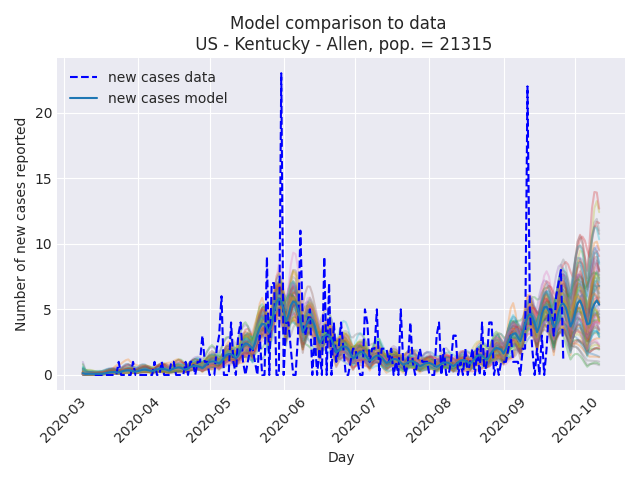 Model comparison to data
US - Kentucky - Allen, pop. = 21315
new cases data
new cases model
Number of new cases reported
20
15
10
5
0
2020-03
2020-04
2020-05
2020-06
2020-07
2020-08
2020-09
2020-10
Day